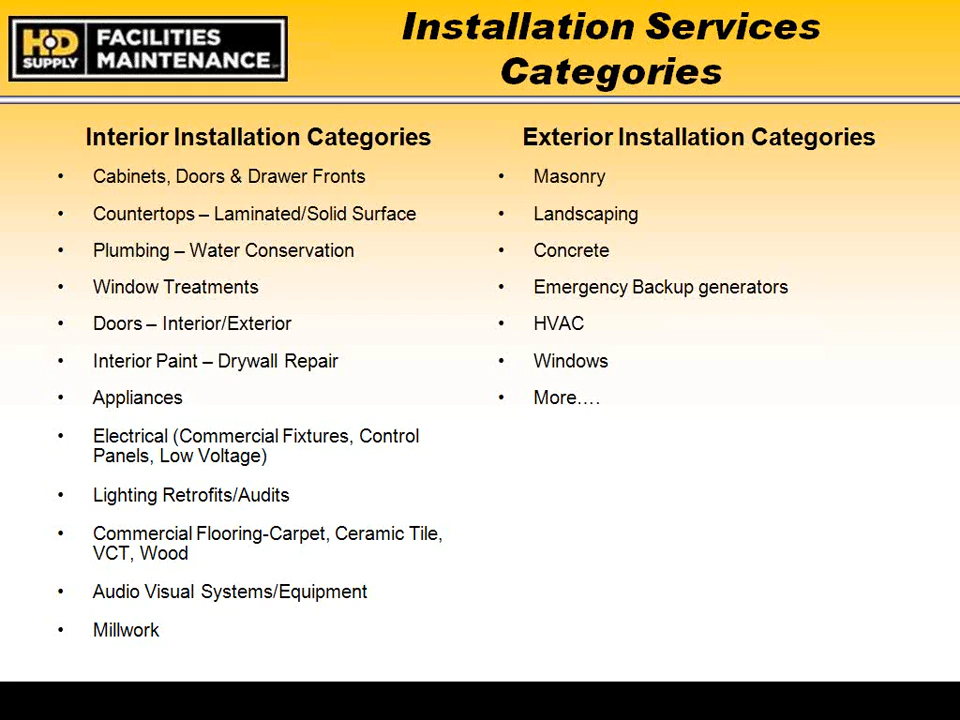 HD SUPPLY
FACILITIES
MAINTENANCE
Installation Services
Categories
Interior Installation Categories
• Cabinets, Doors & Drawer Fronts
• Countertops – Laminated/Solid Surface
• Plumbing – Water Conservation
• Window Treatments
• Doors – Interior/Exterior
• Interior Paint – Drywall Repair
• Appliances
• Electrical (Commercial Fixtures, Control
Panels, Low Voltage)
• Lighting Retrofits/Audits
• Commercial Flooring-Carpet, Ceramic Tile,
VCT, Wood
• Audio Visual Systems/Equipment
• Millwork
Exterior Installation Categories
• Masonry
• Landscaping
• Concrete
• Emergency Backup generators
• HVAC
• Windows
• More….